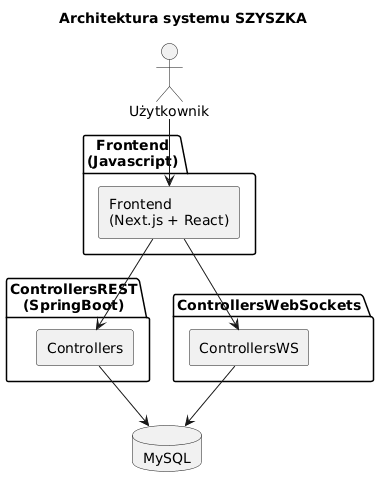 Architektura systemu SZYSZKA
Użytkownik
Frontend
(Javascript)
Frontend
(Next.js + React)
ControllersREST
(SpringBoot)
Controllers
ControllersWebSockets
ControllersWS
MySQL